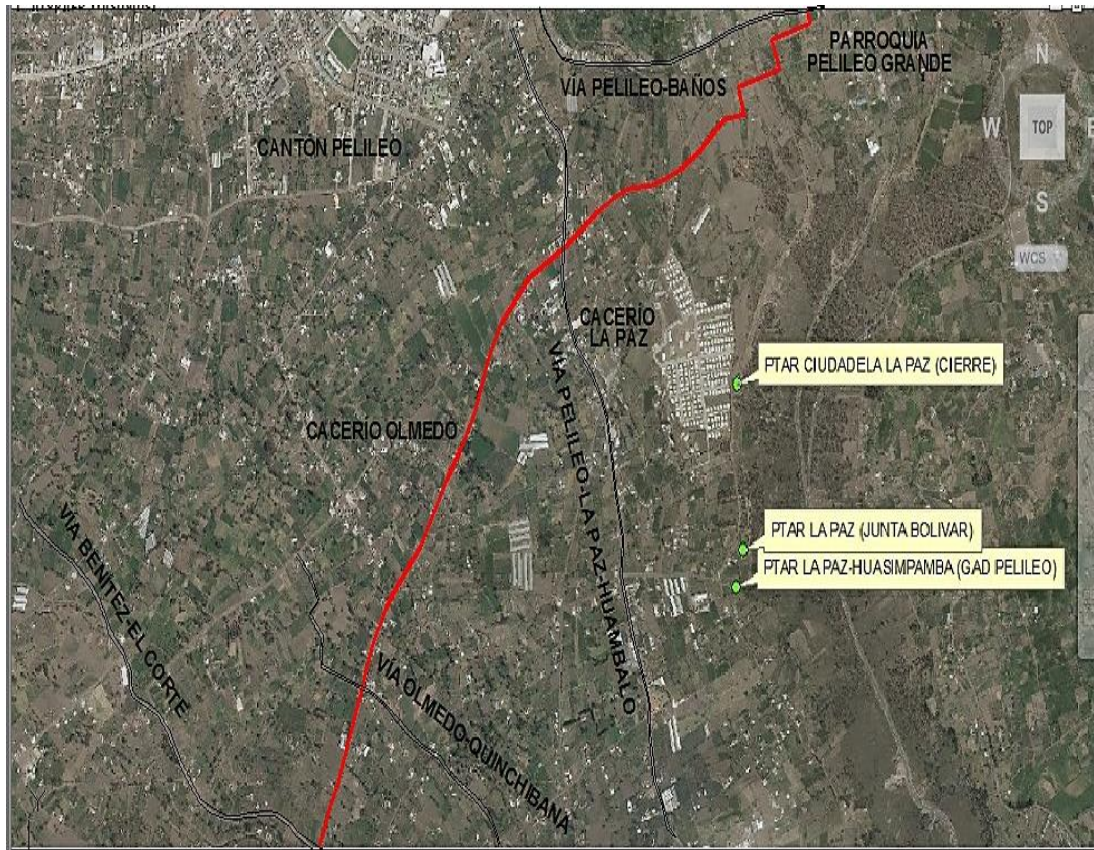 PARROQUIA
PELILEO GRANDE
N
VÍA PELILEO-BAÑOS
W
TOP
E
CANTÓN PELILEO
S
WCS
CACERÍO
LA PAZ
PTAR CIUDADELA LA PAZ (CIERRE)
CACERÍO OLMEDO
VÍA PELILEO-LA PAZ-HUAMBALO
PTAR LA PAZ (JUNTA BOLIVAR)
PTAR LA PAZ-HUASIMPAMBA (GAD PELILEO)
VÍA BENITEZ-EL CORTE
VÍA OLMEDO-QUINCHIBANA